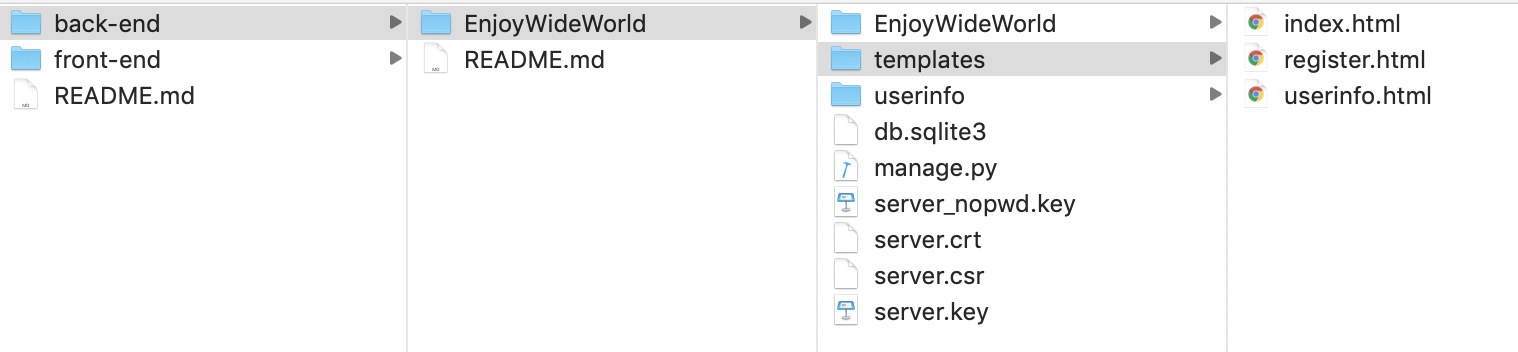 back-end
front-end
README.md
EnjoyWideWorld
README.md
EnjoyWideWorld
templates
userinfo
db.sqlite3
manage.py
server_nopwd.key
server.crt
server.csr
server.key
index.html
register.html
userinfo.html